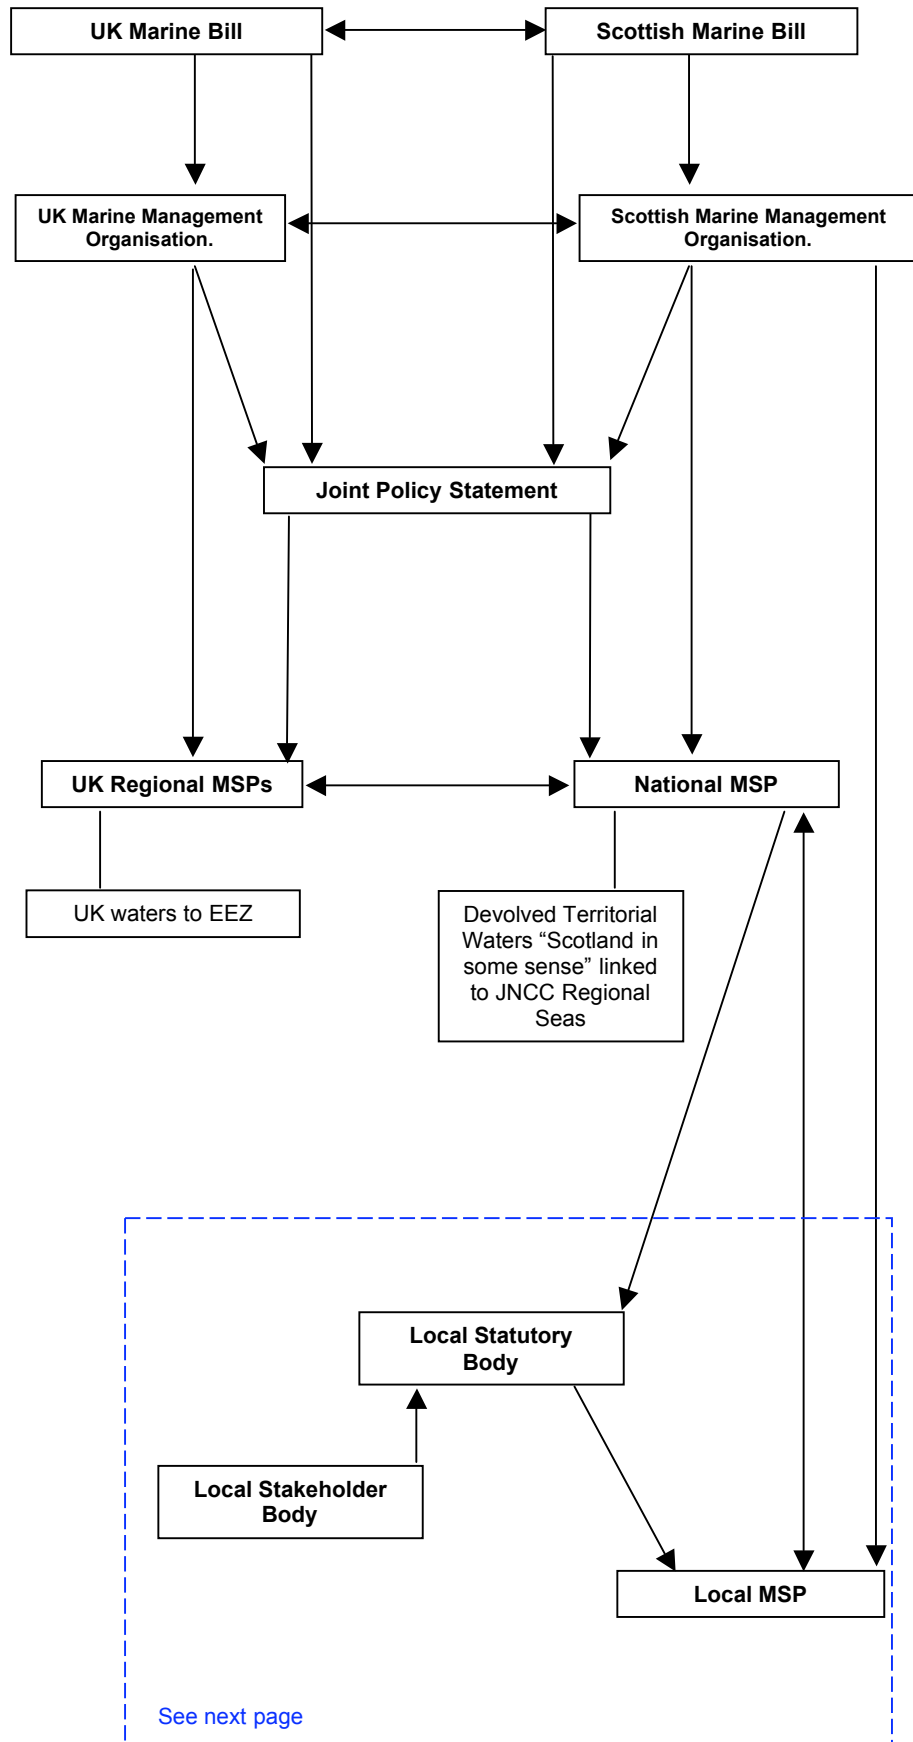 UK Marine Bill
Scottish Marine Bill
UK Marine Management
Organisation.
Scottish Marine Management
Organisation.
Joint Policy Statement
UK Regional MSPs
National MSP
UK waters to EEZ
Devolved Territorial
Waters “Scotland in
some sense” linked
to JNCC Regional
Seas
Local Statutory
Body
Local Stakeholder
Body
Local MSP
See next page